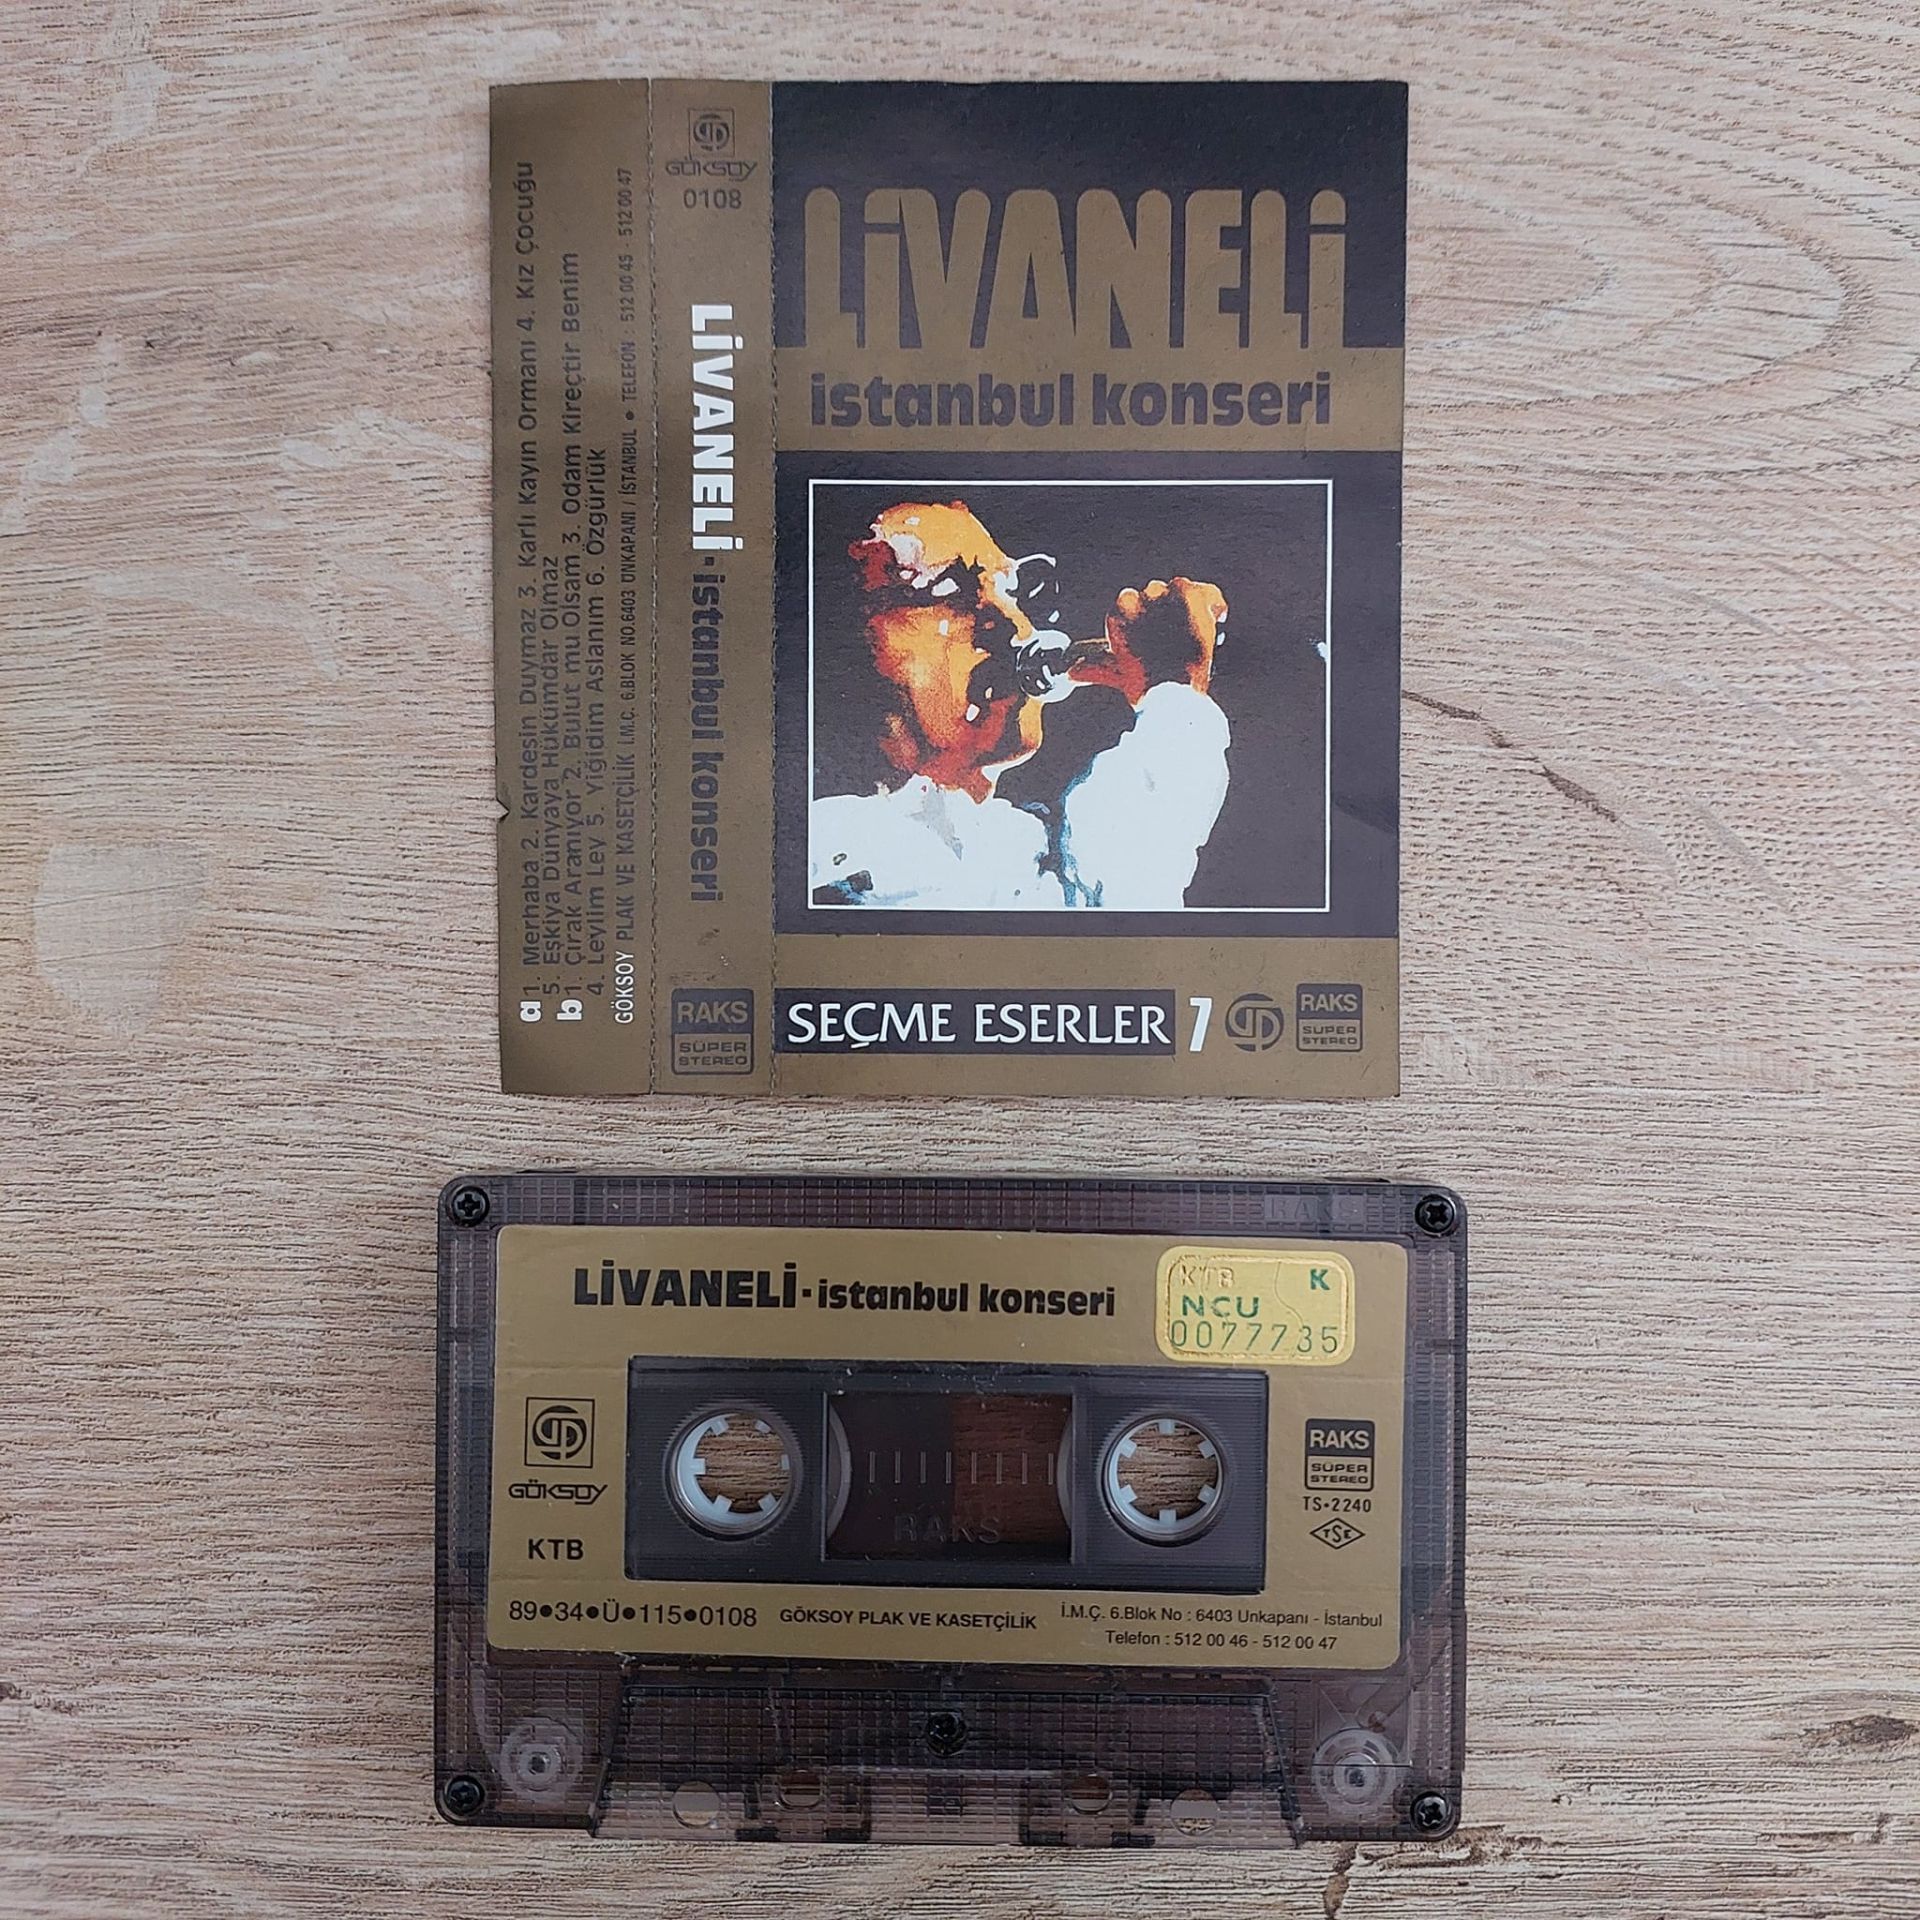 a 1. Merhaba 2. Kardeşin Duymaz 3. Karlı Kayın Ormanı 4. Kız Çocuğu
5. Eşkiya Dünyaya Hükümdar Olmaz
b 1. Çırak Aranıyor 2. Bulut mu Olsam 3. Odam Kireçtir Benim
4. Leylim Ley 5. Yiğidim Aslanım 6. Özgürlük
GÖKSOY PLAK VE KASETÇİLİK İ.M.Ç. 6.BLOK NO.6403 UNKAPANI / İSTANBUL ● TELEFON - 512 00 45 - 512 00 47
GÖKSOY
0108
LİVANELİ · istanbul konseri
RAKS
SÜPER
STEREO
LİVANELİ
istanbul konseri
SEÇME ESERLER 7
RAKS
SÜPER
STEREO
RAKS
LİVANELİ · istanbul konseri
KTB K
NCU
0077735
GÖKSOY
KTB
RAKS
RAKS
SÜPER
STEREO
TS•2240
TSE
89●34●Ü●115●0108 GÖKSOY PLAK VE KASETÇİLİK İ.M.Ç. 6.Blok No : 6403 Unkapanı - İstanbul
Telefon : 512 00 46 - 512 00 47